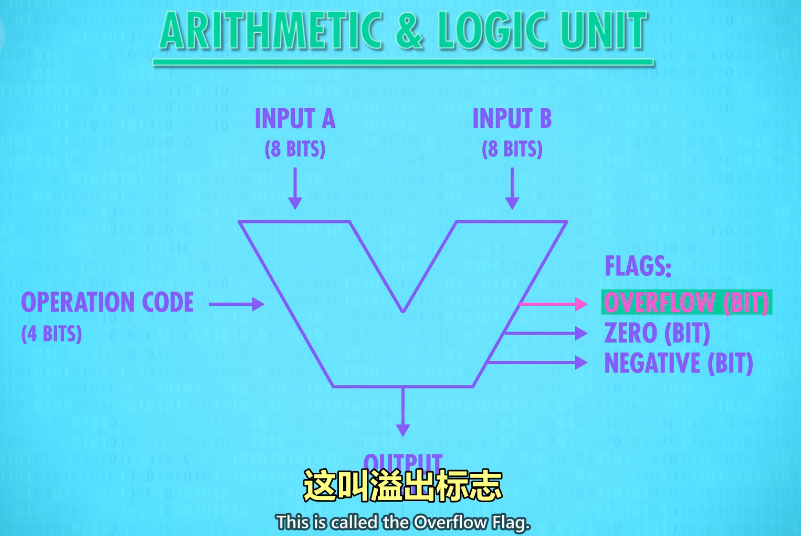 ARITHMETIC & LOGIC UNIT
INPUT A
(8 BITS)
INPUT B
(8 BITS)
OPERATION CODE
(4 BITS)
FLAGS:
OVERFLOW (BIT)
ZERO (BIT)
NEGATIVE (BIT)
OUTPUT
这叫溢出标志
This is called the Overflow Flag.